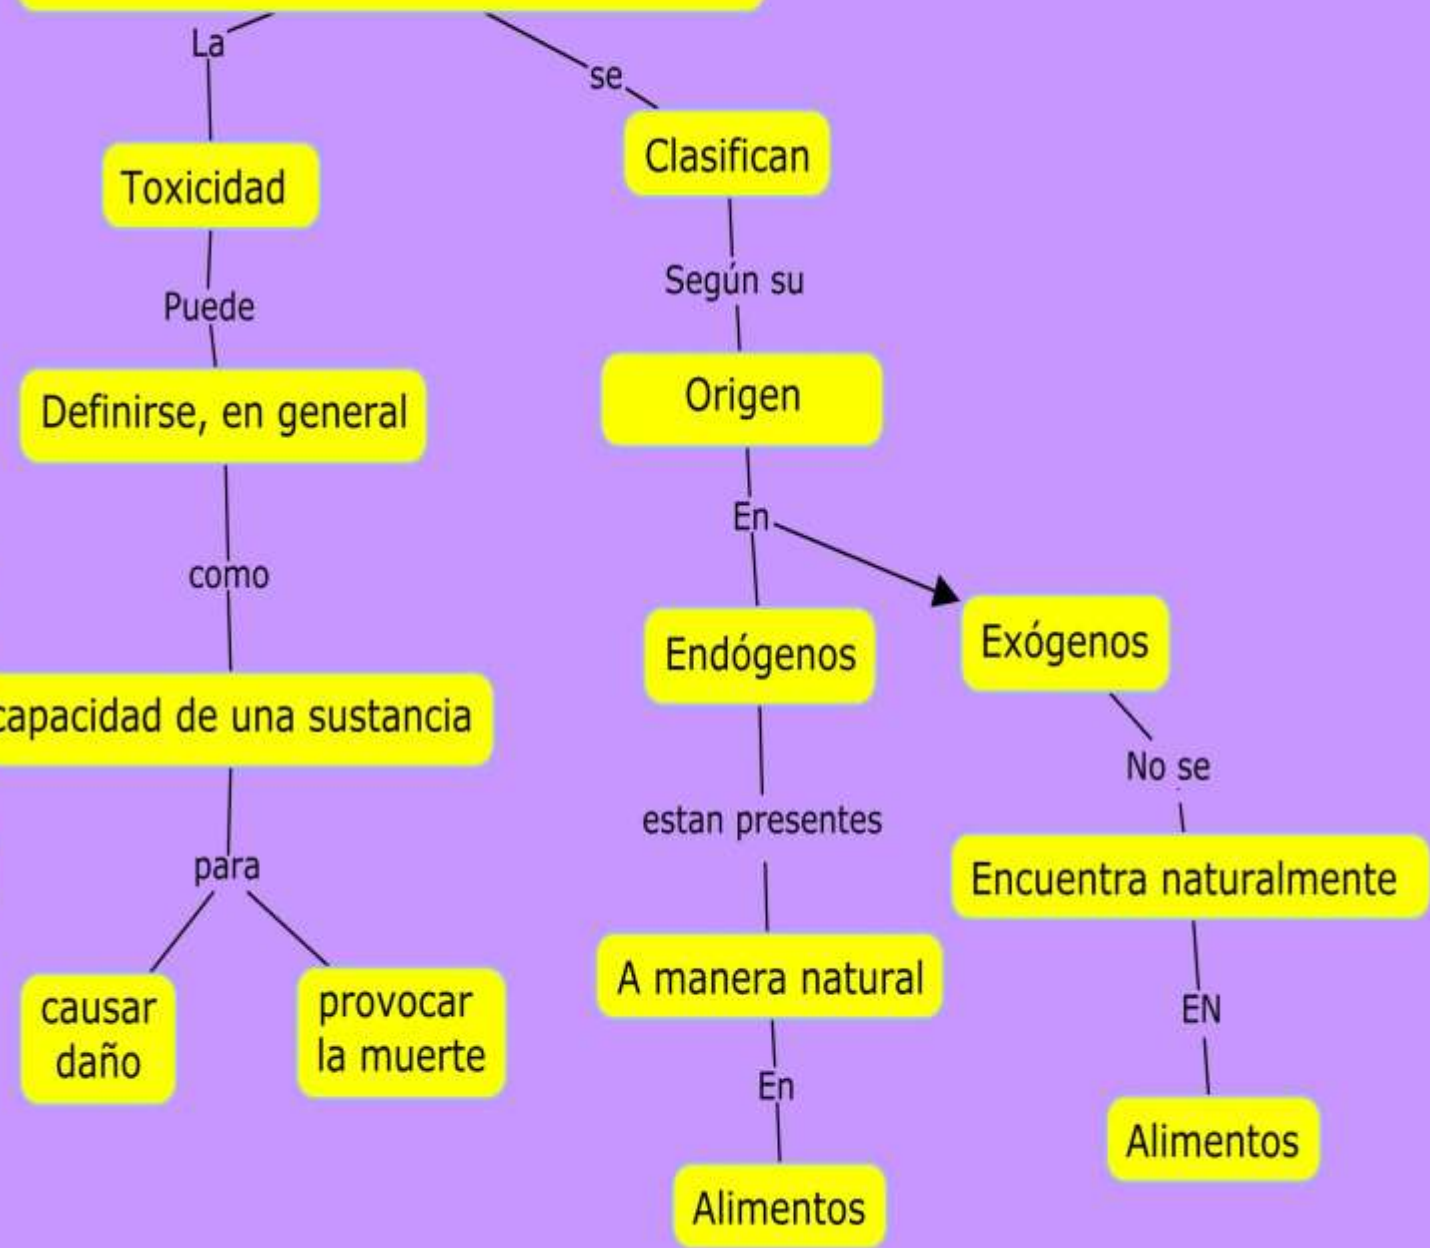 La
se
Clasifican
Toxicidad
Según su
Puede
Origen
Definirse, en general
En
como
Exógenos
Endógenos
capacidad de una sustancia
No se
estan presentes
para
Encuentra naturalmente
A manera natural
causar
daño
provocar
la muerte
EN
En
Alimentos
Alimentos